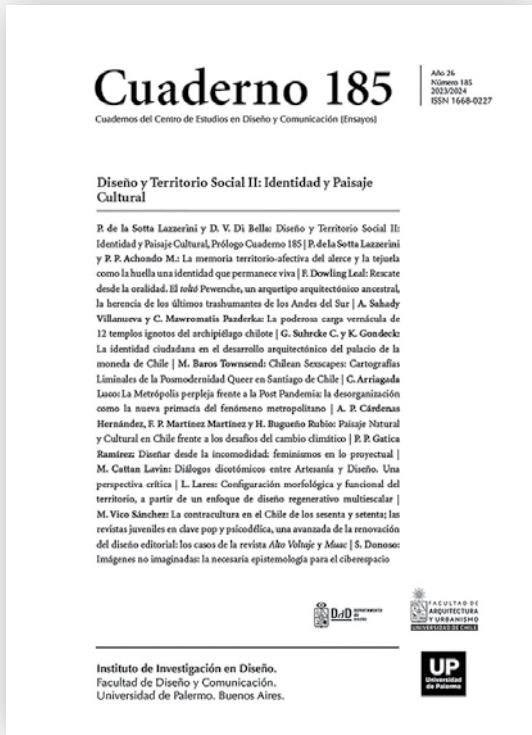 Cuaderno 185
Año 26
Número 185
2023/2024
ISSN 1668-0227
Cuadernos del Centro de Estudios en Diseño y Comunicación [Ensayos]
Diseño y Territorio Social II: Identidad y Paisaje
Cultural
P. de la Sotta Lazzerini y D. V. Di Bella: Diseño y Territorio Social II:
Identidad y Paisaje Cultural, Prólogo Cuaderno 185 | P. de la Sotta Lazzerini
y P. P. Achondo M.: La memoria territorio-afectiva del alerce y la tejuela
como la huella una identidad que permanece viva | F. Dowling Leal: Rescate
desde la oralidad. El toltó Pewenche, un arquetipo arquitectónico ancestral,
la herencia de los últimos trashumantes de los Andes del Sur | A. Sahady
Villanueva y C. Mawromatis Pazderka: La poderosa carga vernácula de
12 templos ignotos del archipiélago chilote | G. Suhrcke C. y K. Gondeck:
La identidad ciudadana en el desarrollo arquitectónico del palacio de la
moneda de Chile | M. Baros Townsend: Chilean Sexscapes: Cartografías
Liminales de la Posmodernidad Queer en Santiago de Chile | C. Arriagada
Luco: La Metrópolis perpleja frente a la Post Pandemia: la desorganización
como la nueva primacía del fenómeno metropolitano | A. P. Cárdenas
Hernández, F. P. Martínez Martínez y H. Bugueño Rubio: Paisaje Natural
y Cultural en Chile frente a los desafíos del cambio climático | P. P. Gatica
Ramírez: Diseñar desde la incomodidad: feminismos en lo proyectual |
M. Cattan Lavin: Diálogos dicotómicos entre Artesanía y Diseño. Una
perspectiva crítica | L. Lares: Configuración morfológica y funcional del
territorio, a partir de un enfoque de diseño regenerativo multiescalar |
M. Vico Sánchez: La contracultura en el Chile de los sesenta y setenta; las
revistas juveniles en clave pop y psicodélica, una avanzada de la renovación
del diseño editorial: los casos de la revista Alto Voltaje y Muac | S. Donoso:
Imágenes no imaginadas: la necesaria epistemología para el ciberespacio
DdD DEPARTAMENTO
de
DISEÑO
FACULTAD DE
ARQUITECTURA
Y URBANISMO
UNIVERSIDAD DE CHILE
Instituto de Investigación en Diseño.
Facultad de Diseño y Comunicación.
Universidad de Palermo. Buenos Aires.
UP
Universidad
de Palermo